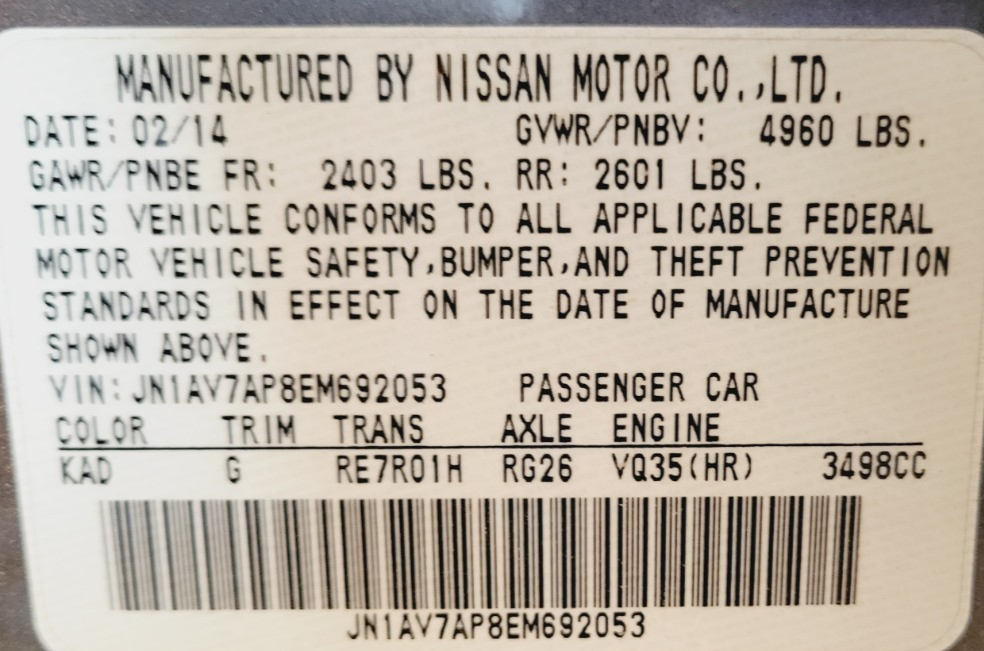 MANUFACTURED BY NISSAN MOTOR CO.,LTD.
DATE: 02/14 GVWR/PNBV: 4960 LBS.
GAWR/PNBE FR: 2403 LBS. RR: 2601 LBS.
THIS VEHICLE CONFORMS TO ALL APPLICABLE FEDERAL
MOTOR VEHICLE SAFETY,BUMPER,AND THEFT PREVENTION
STANDARDS IN EFFECT ON THE DATE OF MANUFACTURE
SHOWN ABOVE.
VIN:JN1AV7AP8EM692053 PASSENGER CAR
COLOR TRIM TRANS AXLE ENGINE
KAD G RE7R01H RG26 VQ35(HR) 3498CC
JN1AV7AP8EM692053